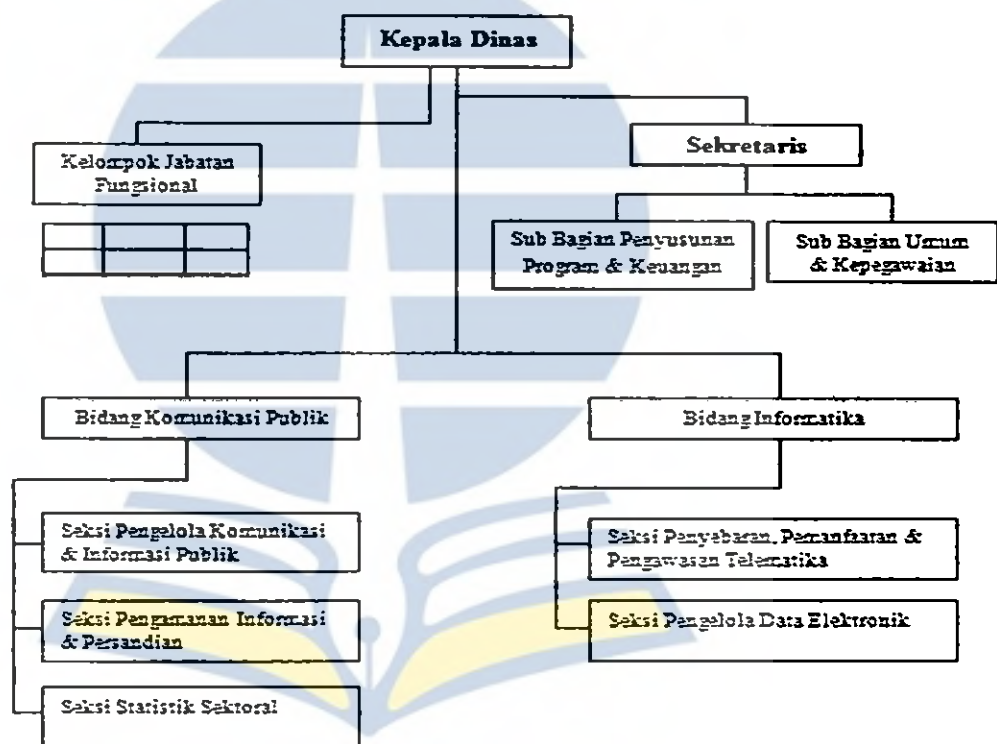 Kepala Dinas
Sekretaris
Kelompok Jabatan
Fungsional
Sub Bagian Penyusunan
Program & Keuangan
Sub Bagian Umum
& Kepegawaian
Bidang Komunikasi Publik
Bidang Informatika
Seksi Pengelola Komunikasi
& Informasi Publik
Seksi Pengamanan Informasi
& Persandian
Seksi Statistik Sektoral
Seksi Penyebaran, Pemanfaatan &
Pengawasan Telematika
Seksi Pengelola Data Elektronik